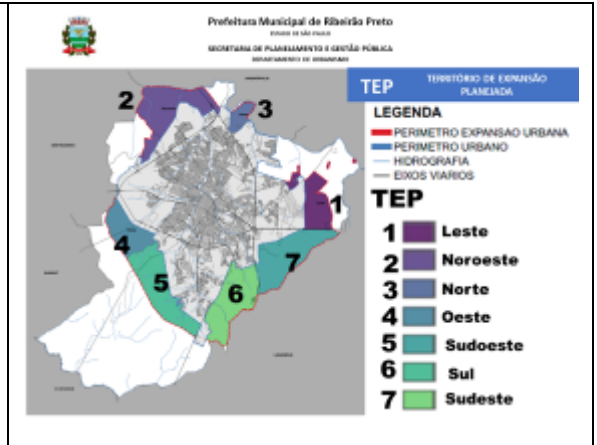 Prefeitura Municipal de Ribeirão Preto
ESTADO DE SÃO PAULO
SECRETARIA DE PLANEJAMENTO E GESTÃO PÚBLICA
DEPARTAMENTO DE URBANISMO
TEP
TERRITÓRIO DE EXPANSÃO
PLANEJADA
LEGENDA
PERIMETRO EXPANSAO URBANA
PERIMETRO URBANO
HIDROGRAFIA
EIXOS VIARIOS
TEP
1 Leste
2 Noroeste
3 Norte
4 Oeste
5 Sudoeste
6 Sul
7 Sudeste
2
3
1
4
7
5
6